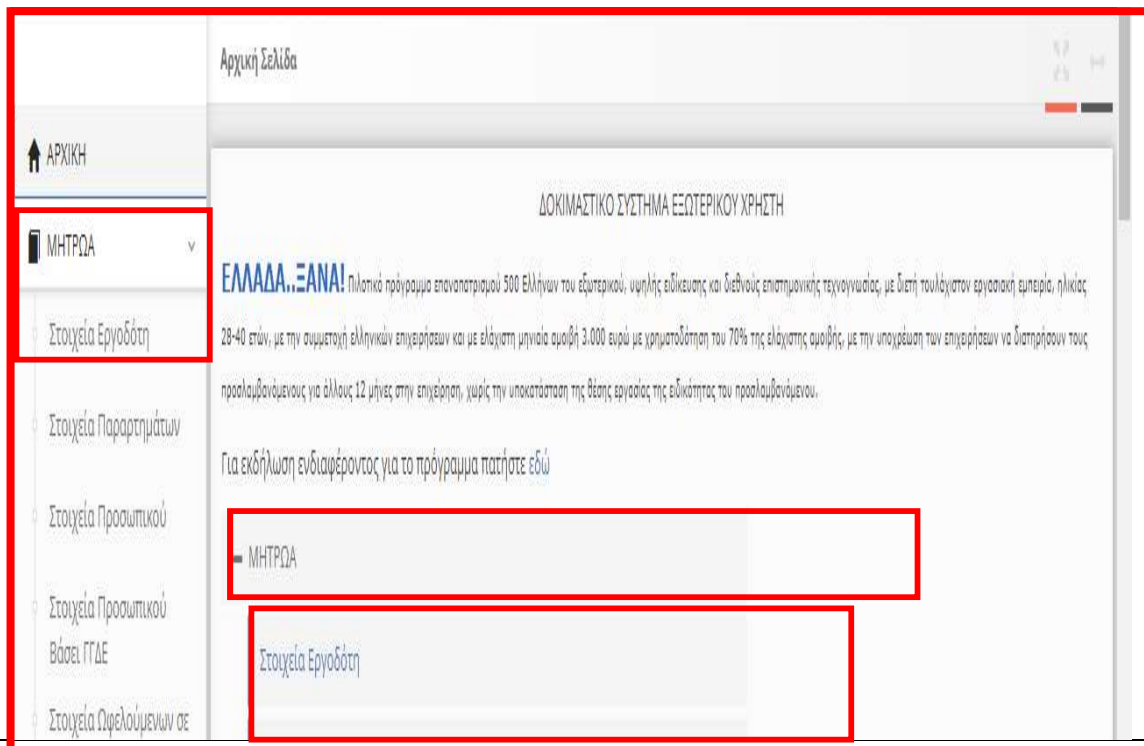 Αρχική Σελίδα
ΑΡΧΙΚΗ
ΜΗΤΡΩΑ
Στοιχεία Εργοδότη
Στοιχεία Παραρτημάτων
Στοιχεία Προσωπικού
Στοιχεία Προσωπικού
Βάσει ΓΓΔΕ
Στοιχεία Ωφελούμενων σε
ΔΟΚΙΜΑΣΤΙΚΟ ΣΥΣΤΗΜΑ ΕΞΩΤΕΡΙΚΟΥ ΧΡΗΣΤΗ
ΕΛΛΑΔΑ..ΞΑΝΑ! Πιλοτικό πρόγραμμα επαναπατρισμού 500 Ελλήνων του εξωτερικού, υψηλής ειδίκευσης και διεθνούς επιστημονικής τεχνογνωσίας, με διετή τουλάχιστον εργασιακή εμπειρία, ηλικίας
28-40 ετών, με την συμμετοχή ελληνικών επιχειρήσεων και με ελάχιστη μηνιαία αμοιβή 3.000 ευρώ με χρηματοδότηση του 70% της ελάχιστης αμοιβής, με την υποχρέωση των επιχειρήσεων να διατηρήσουν τους
προσλαμβανόμενους για άλλους 12 μήνες στην επιχείρηση, χωρίς την υποκατάσταση της θέσης εργασίας της ειδικότητας του προσλαμβανόμενου.
Για εκδήλωση ενδιαφέροντος για το πρόγραμμα πατήστε εδώ
ΜΗΤΡΩΑ
Στοιχεία Εργοδότη